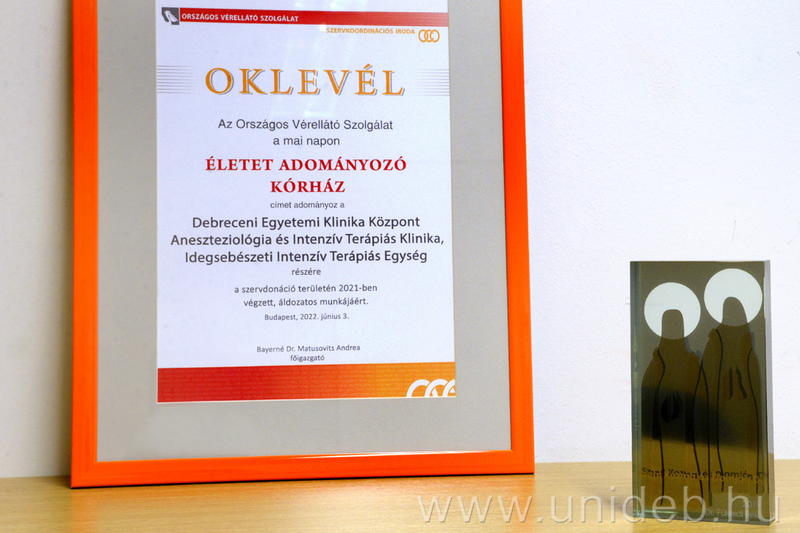 ORSZÁGOS VÉRELLÁTÓ SZOLGÁLAT
SZERVKOORDINÁCIÓS IRODA
OKLEVÉL
Az Országos Vérellátó Szolgálat
a mai napon
ÉLETET ADOMÁNYOZÓ
KÓRHÁZ
címet adományoz a
Debreceni Egyetemi Klinika Központ
Aneszteziológia és Intenzív Terápiás Klinika,
Idegsebészeti Intenzív Terápiás Egység
részére
a szervdonáció területén 2021-ben
végzett, áldozatos munkájáért.
Budapest, 2022. június 3.
Bayerné Dr. Matusovits Andrea
főigazgató
és
www.unideb.hu